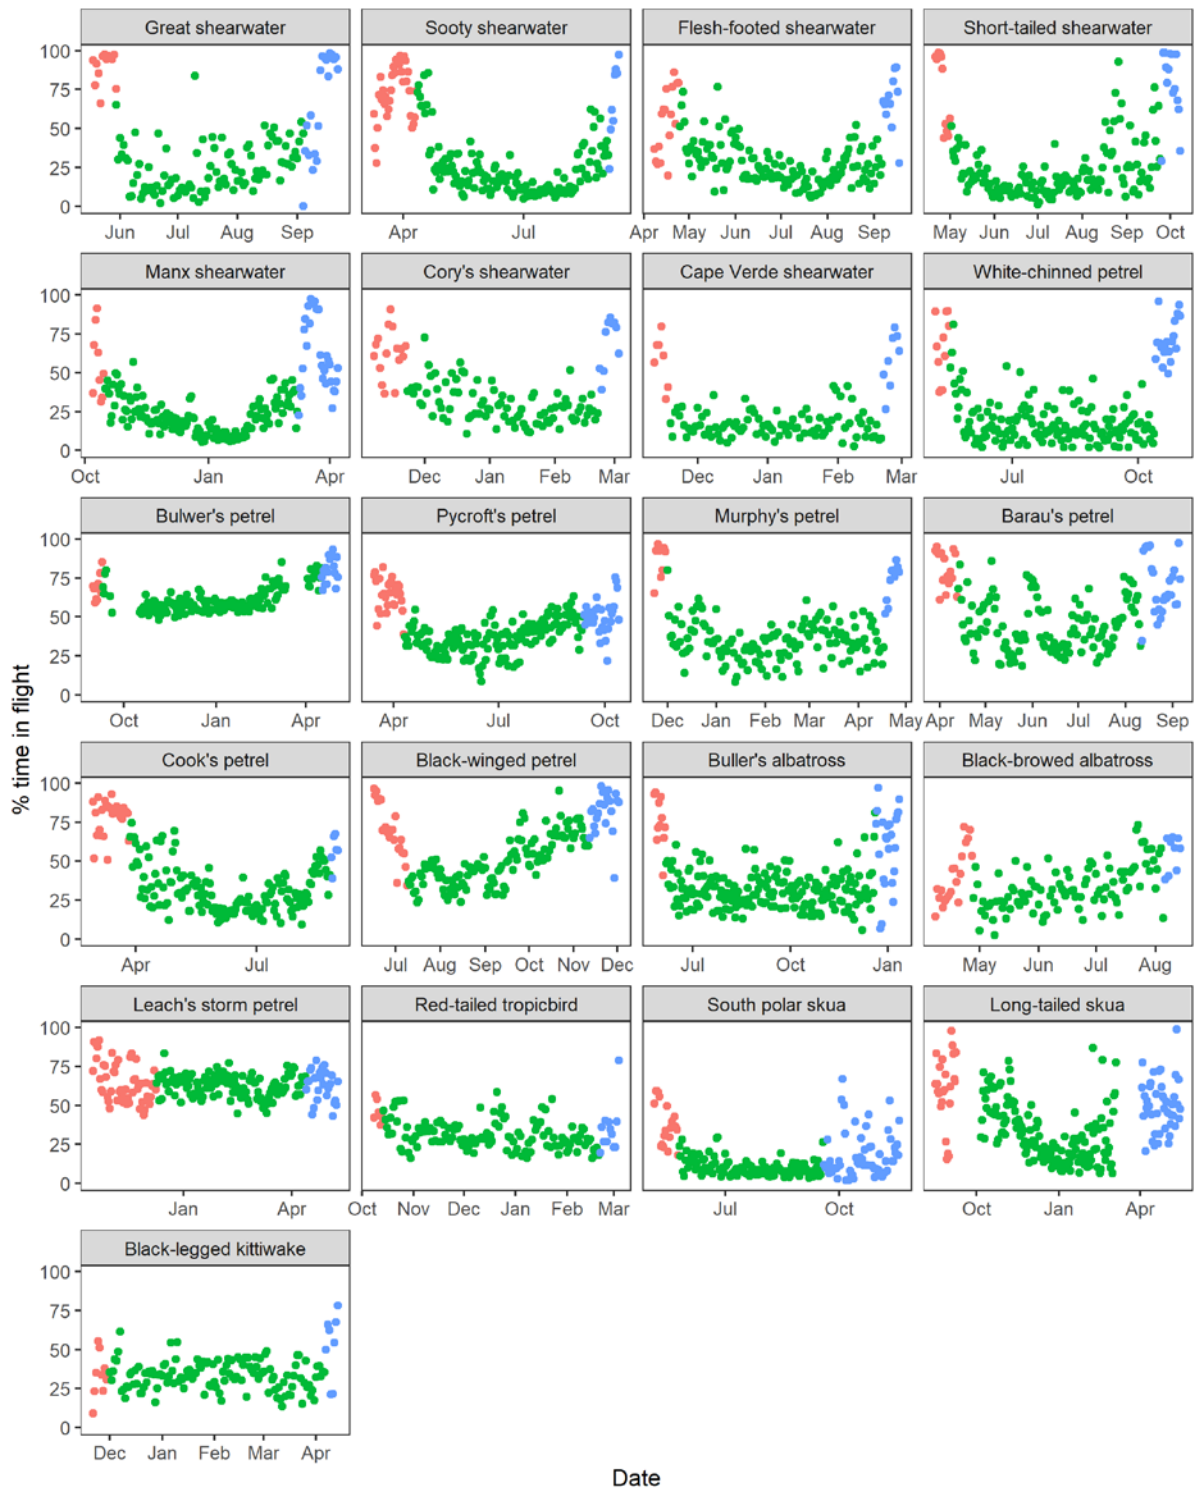 Great shearwater Sooty shearwater Flesh-footed shearwater Short-tailed shearwater
100
75
50
25
0
Jun Jul Aug Sep Apr Jul Apr May Jun Jul Aug Sep May Jun Jul Aug Sep Oct
Manx shearwater Cory's shearwater Cape Verde shearwater White-chinned petrel
100
75
50
25
0
Oct Jan Apr Dec Jan Feb Mar Dec Jan Feb Mar Jul Oct
Bulwer's petrel Pycroft's petrel Murphy's petrel Barau's petrel
100
75
50
25
0
Oct Jan Apr Apr Jul Oct Dec Jan Feb Mar Apr May Apr May Jun Jul Aug Sep
% time in flight
Cook's petrel Black-winged petrel Buller's albatross Black-browed albatross
100
75
50
25
0
Apr Jul Jul Aug Sep Oct Nov Dec Jul Oct Jan May Jun Jul Aug
Leach's storm petrel Red-tailed tropicbird South polar skua Long-tailed skua
100
75
50
25
0
Jan Apr Oct Nov Dec Jan Feb Mar Jul Oct Oct Jan Apr
Black-legged kittiwake
100
75
50
25
0
Dec Jan Feb Mar Apr
Date